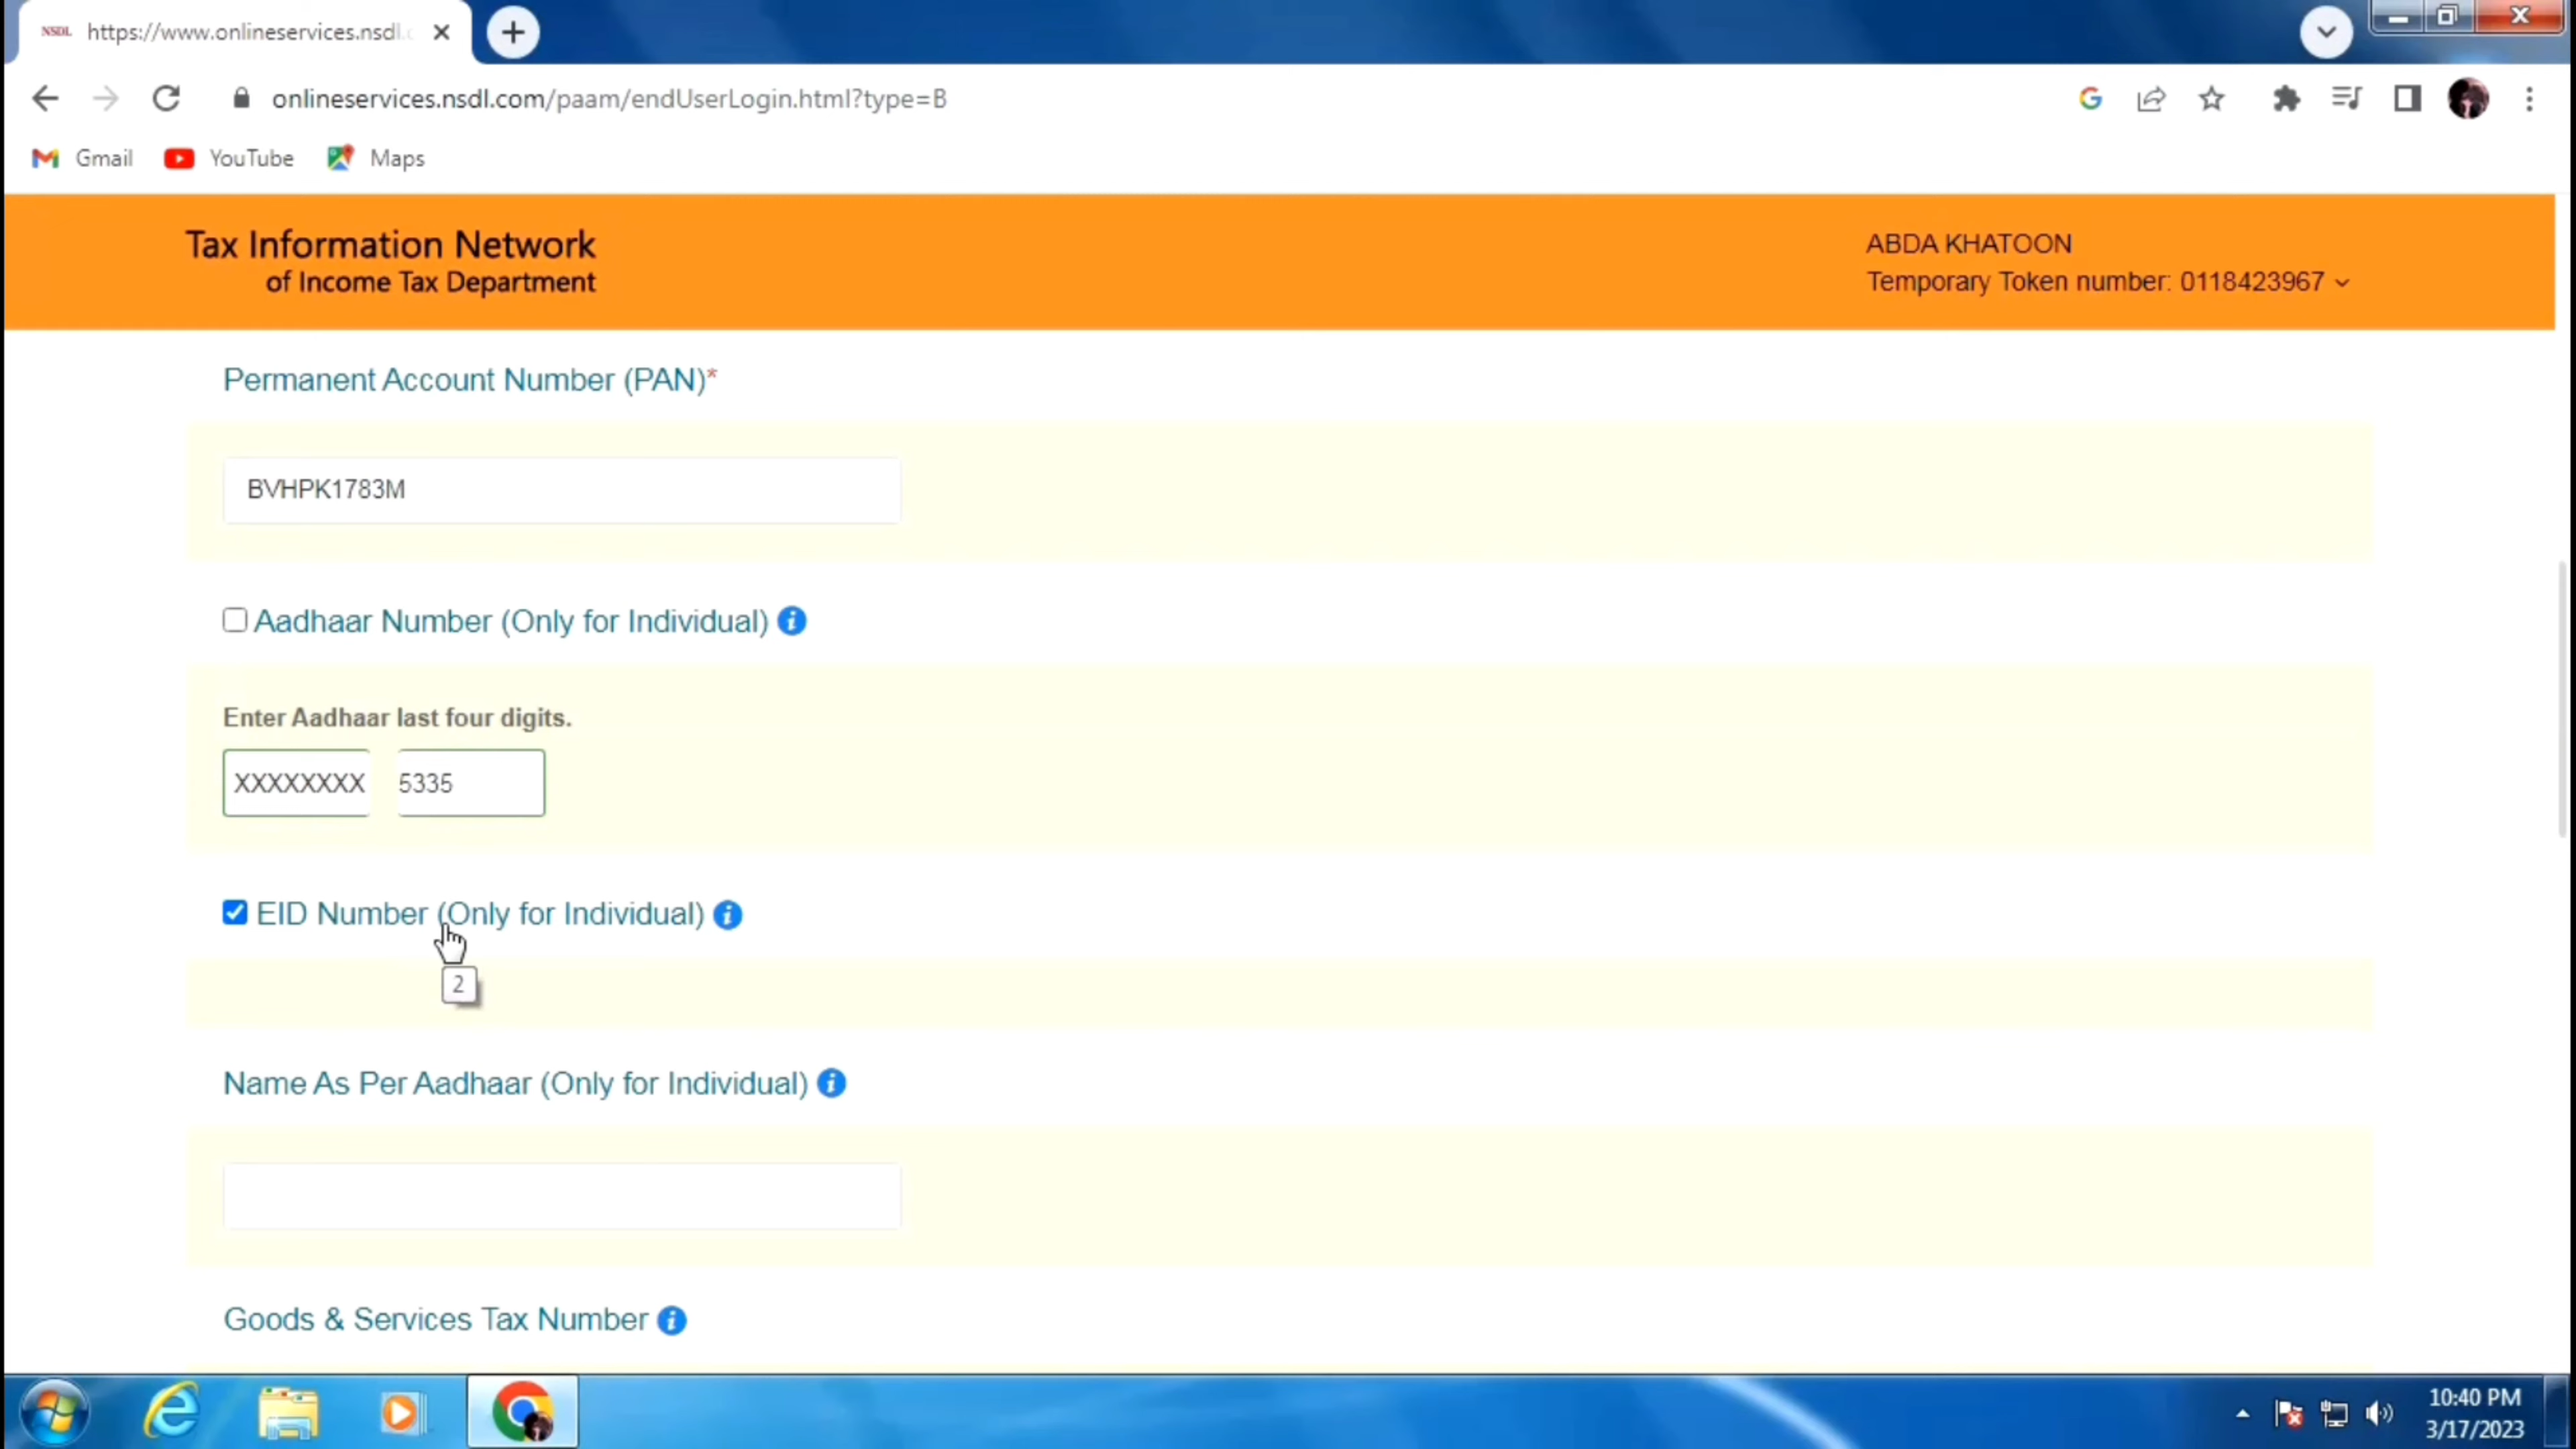 NSDL https://www.onlineservices.nsdl.c
onlineservices.nsdl.com/paam/endUserLogin.html?type=B
Gmail YouTube Maps
Tax Information Network
of Income Tax Department
ABDA KHATOON
Temporary Token number: 0118423967
Permanent Account Number (PAN)*
BVHPK1783M
Aadhaar Number (Only for Individual)
Enter Aadhaar last four digits.
XXXXXXXX 5335
EID Number (Only for Individual)
2
Name As Per Aadhaar (Only for Individual)
Goods & Services Tax Number
10:40 PM
3/17/2023